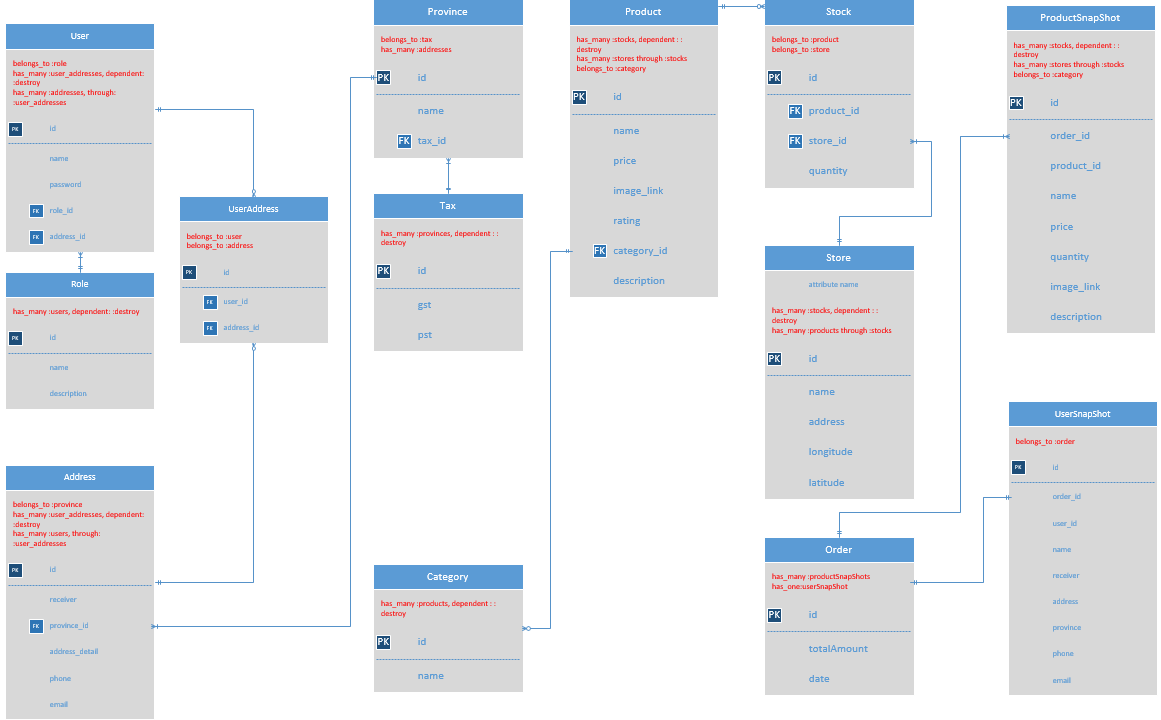 User
belongs_to :role
has_many :user_addresses, dependent:
:destroy
has_many :addresses, through:
:user_addresses
PK id
name
password
FK role_id
FK address_id
Role
has_many :users, dependent: :destroy
PK id
name
description
Address
belongs_to :province
has_many :user_addresses, dependent:
:destroy
has_many :users, through:
:user_addresses
PK id
receiver
FK province_id
address_detail
phone
email
UserAddress
belongs_to :user
belongs_to :address
PK id
FK user_id
FK address_id
Province
belongs_to :tax
has_many :addresses
PK id
name
FK tax_id
Tax
has_many :provinces, dependent : :
destroy
PK id
gst
pst
Category
has_many :products, dependent : :
destroy
PK id
name
Product
has_many :stocks, dependent : :
destroy
has_many :stores through :stocks
belongs_to :category
PK id
name
price
image_link
rating
FK category_id
description
Stock
belongs_to :product
belongs_to :store
PK id
FK product_id
FK store_id
quantity
Store
attribute name
has_many :stocks, dependent : :
destroy
has_many :products through :stocks
PK id
name
address
longitude
latitude
Order
has_many :productSnapShots
has_one:userSnapShot
PK id
totalAmount
date
ProductSnapShot
has_many :stocks, dependent : :
destroy
has_many :stores through :stocks
belongs_to :category
PK id
order_id
product_id
name
price
quantity
image_link
description
UserSnapShot
belongs_to :order
PK id
order_id
user_id
name
receiver
address
province
phone
email